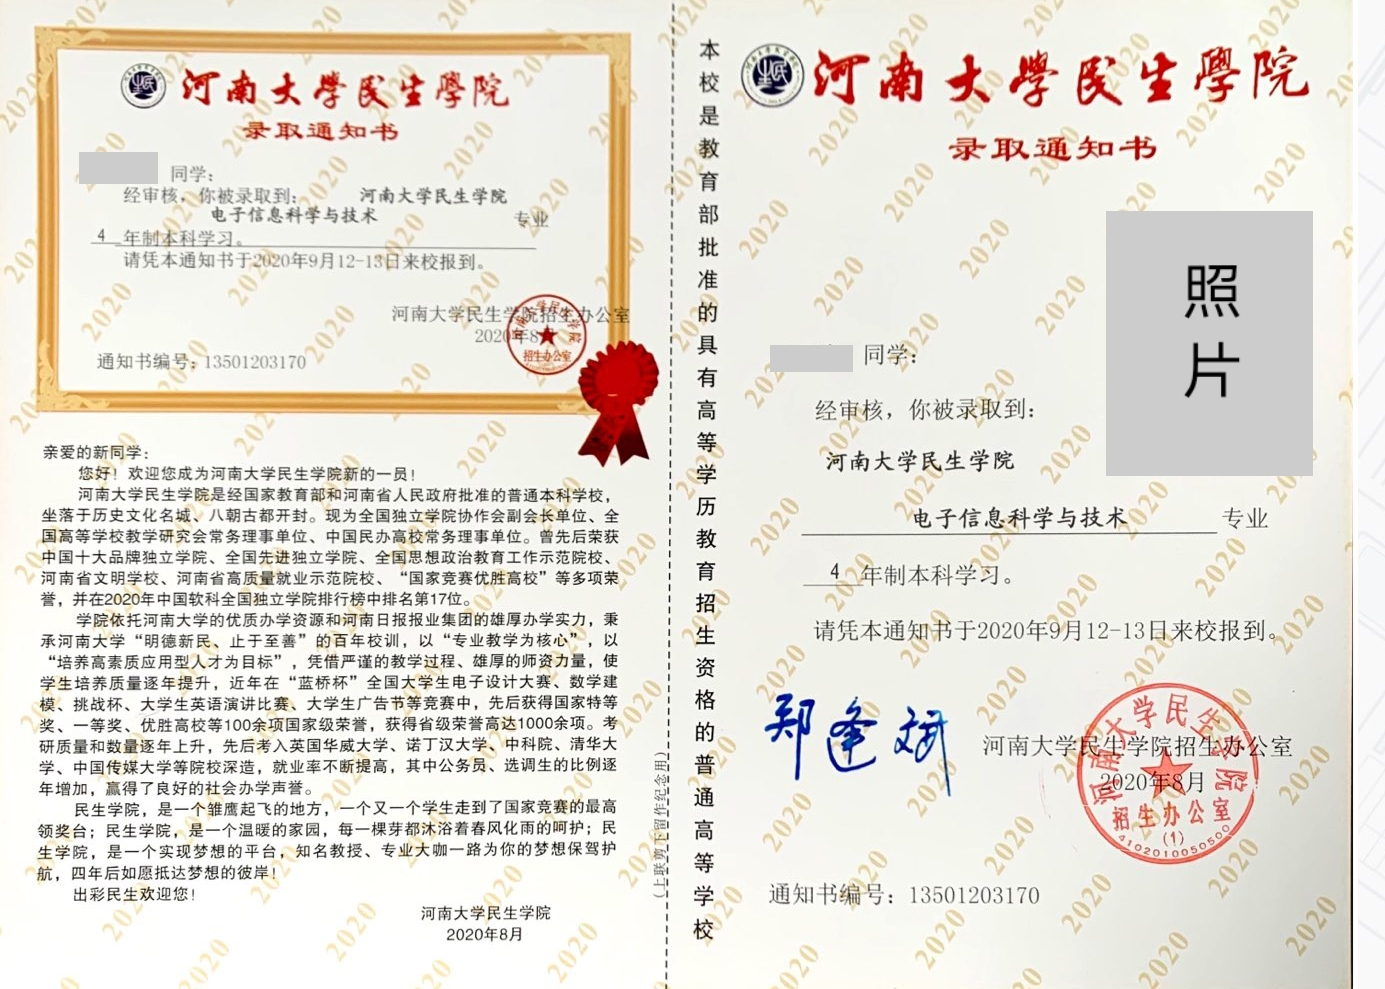 河南大学民生学院
录取通知书
同学：
经审核，你被录取到： 河南大学民生学院
电子信息科学与技术 专业
4 年制本科学习。
请凭本通知书于2020年9月12-13日来校报到。
河南大学民生学院招生办公室
2020年8月
招生办公室
通知书编号：13501203170
亲爱的新同学：
您好！欢迎您成为河南大学民生学院新的一员！
河南大学民生学院是经国家教育部和河南省人民政府批准的普通本科学校，
坐落于历史文化名城、八朝古都开封。现为全国独立学院协作会副会长单位、全
国高等学校教学研究会常务理事单位、中国民办高校常务理事单位。曾先后荣获
中国十大品牌独立学院、全国先进独立学院、全国思想政治教育工作示范院校、
河南省文明学校、河南省高质量就业示范院校、“国家竞赛优胜高校”等多项荣
誉，并在2020年中国软科全国独立学院排行榜中排名第17位。
学院依托河南大学的优质办学资源和河南日报报业集团的雄厚办学实力，秉
承河南大学“明德新民、止于至善”的百年校训，以“专业教学为核心”，以
“培养高素质应用型人才为目标”，凭借严谨的教学过程、雄厚的师资力量，使
学生培养质量逐年提升，近年在“蓝桥杯”全国大学生电子设计大赛、数学建
模、挑战杯、大学生英语演讲比赛、大学生广告节等竞赛中，先后获得国家特等
奖、一等奖、优胜高校等100余项国家级荣誉，获得省级荣誉高达1000余项。考
研质量和数量逐年上升，先后考入英国华威大学、诺丁汉大学、中科院、清华大
学、中国传媒大学等院校深造，就业率不断提高，其中公务员、选调生的比例逐
年增加，赢得了良好的社会办学声誉。
民生学院，是一个雏鹰起飞的地方，一个又一个学生走到了国家竞赛的最高
领奖台；民生学院，是一个温暖的家园，每一棵芽都沐浴着春风化雨的呵护；民
生学院，是一个实现梦想的平台，知名教授、专业大咖一路为你的梦想保驾护
航，四年后如愿抵达梦想的彼岸！
出彩民生欢迎您！
河南大学民生学院
2020年8月
（上联剪下留作纪念用）
本校是教育部批准的具有高等学历教育招生资格的普通高等学校
河南大学民生学院
录取通知书
照片
同学：
经审核，你被录取到：
河南大学民生学院
电子信息科学与技术 专业
4 年制本科学习。
请凭本通知书于2020年9月12-13日来校报到。
郑逢斌
河南大学民生学院招生办公室
2020年8月
河南大学民生学院
招生办公室
(1)
4102010050500
通知书编号：13501203170